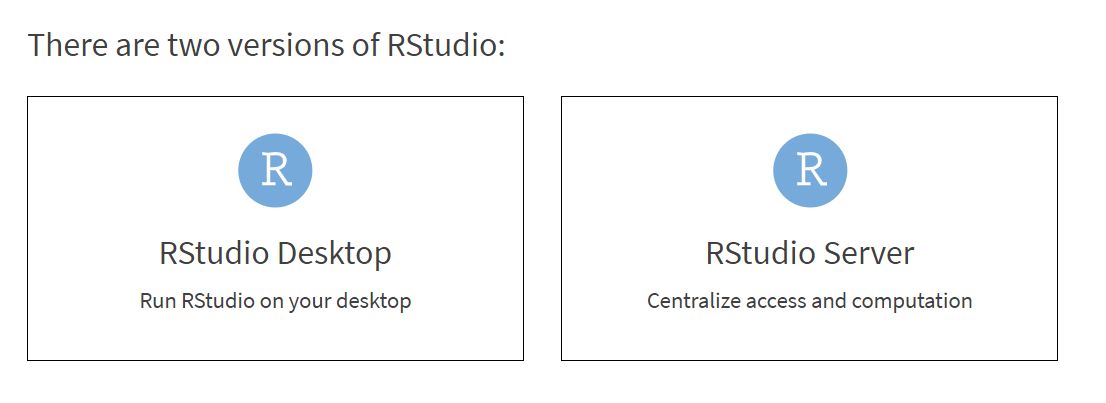 There are two versions of RStudio:
R
RStudio Desktop
Run RStudio on your desktop
R
RStudio Server
Centralize access and computation